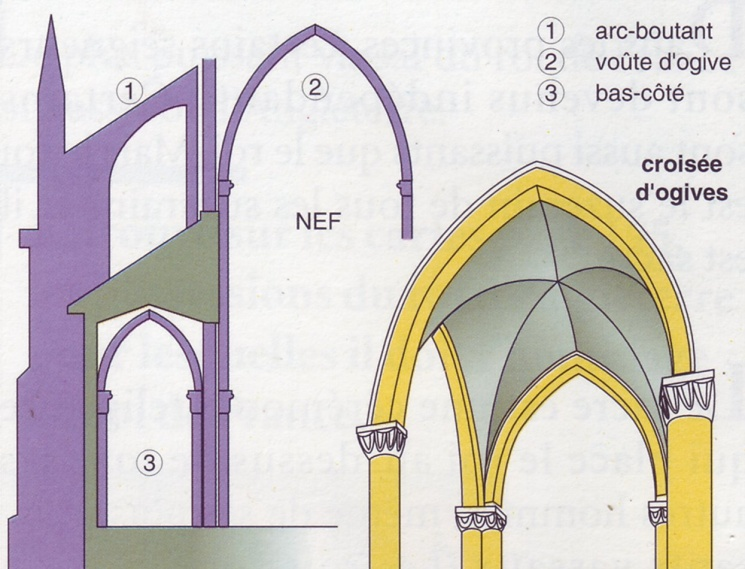 1 arc-boutant
2 voûte d'ogive
3 bas-côté
croisée
d'ogives
1
2
NEF
3